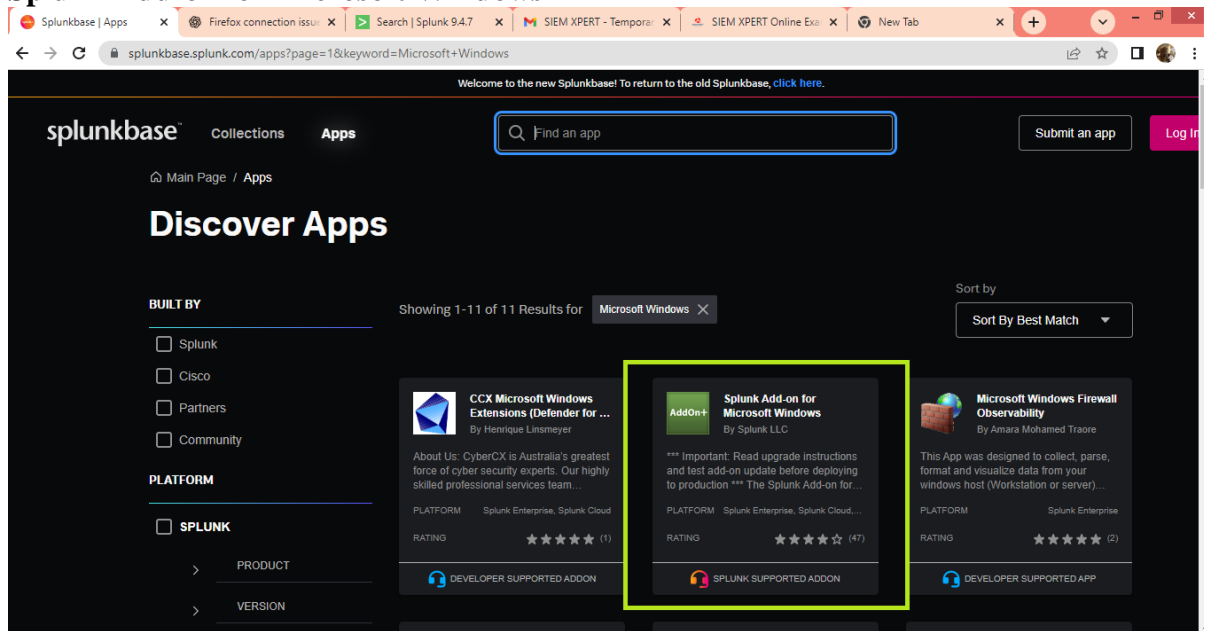 Splunkbase | Apps
Firefox connection issue
Search | Splunk 9.4.7
SIEM XPERT - Temporar
SIEM XPERT Online Exa
New Tab
splunkbase.splunk.com/apps?page=1&keyword=Microsoft+Windows
Welcome to the new Splunkbase! To return to the old Splunkbase, click here.
splunkbase
Collections
Apps
Find an app
Submit an app
Log In
Main Page / Apps
Discover Apps
BUILT BY
Splunk
Cisco
Partners
Community
PLATFORM
SPLUNK
PRODUCT
VERSION
Showing 1-11 of 11 Results for
Microsoft Windows
Sort by
Sort By Best Match
CCX Microsoft Windows
Extensions (Defender for ...
By Henrique Linsmeyer
About Us: CyberCX is Australia's greatest
force of cyber security experts. Our highly
skilled professional services team...
PLATFORM Splunk Enterprise, Splunk Cloud
RATING (1)
DEVELOPER SUPPORTED ADDON
AddOn+
Splunk Add-on for
Microsoft Windows
By Splunk LLC
*** Important: Read upgrade instructions
and test add-on update before deploying
to production *** The Splunk Add-on for...
PLATFORM Splunk Enterprise, Splunk Cloud,...
RATING (47)
SPLUNK SUPPORTED ADDON
Microsoft Windows Firewall
Observability
By Amara Mohamed Traore
This App was designed to collect, parse,
format and visualize data from your
windows host (Workstation or server)...
PLATFORM Splunk Enterprise
RATING (2)
DEVELOPER SUPPORTED APP